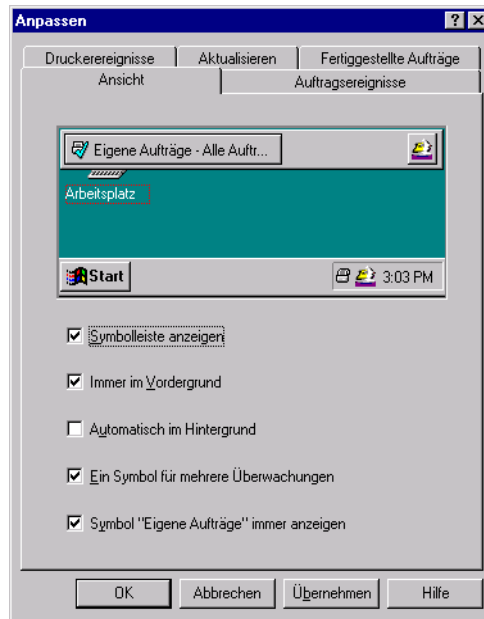 Anpassen
Druckerereignisse Aktualisieren Fertiggestellte Aufträge
Ansicht Auftragsereignisse
Eigene Aufträge - Alle Auftr...
Arbeitsplatz
Start 3:03 PM
Symbolleiste anzeigen
Immer im Vordergrund
Automatisch im Hintergrund
Ein Symbol für mehrere Überwachungen
Symbol "Eigene Aufträge" immer anzeigen
OK Abbrechen Übernehmen Hilfe